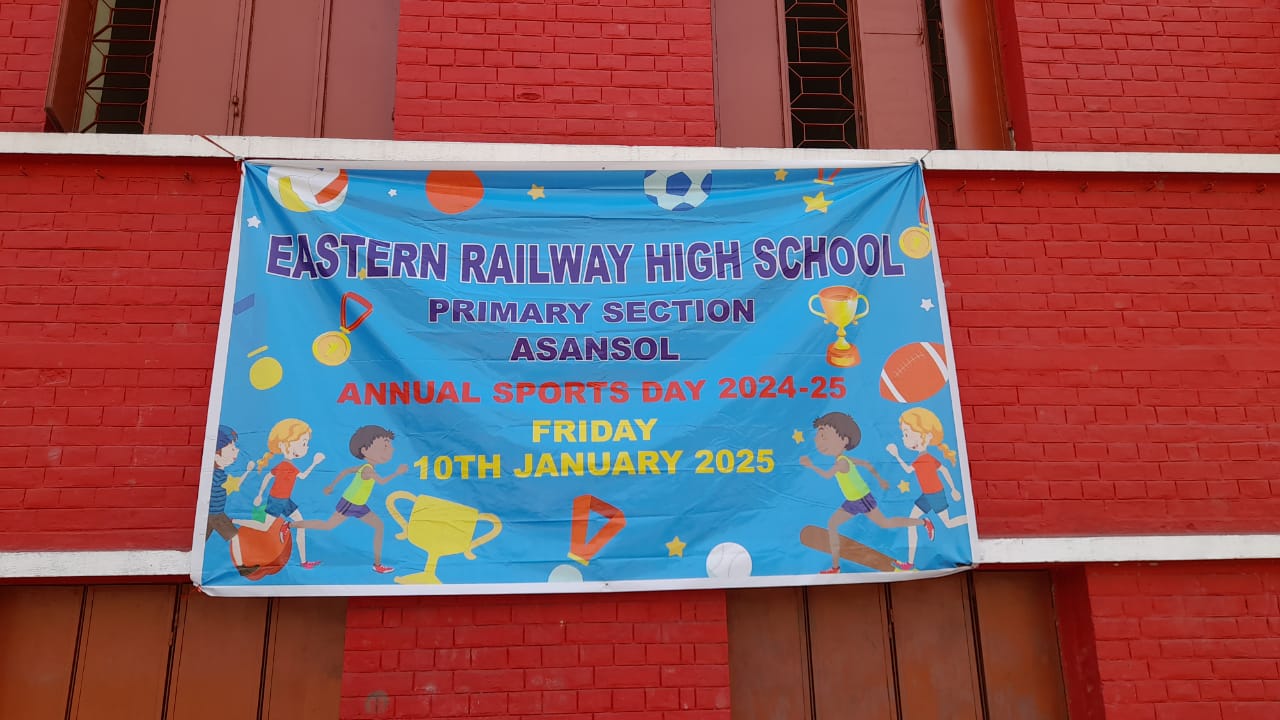 EASTERN RAILWAY HIGH SCHOOL
PRIMARY SECTION
ASANSOL
ANNUAL SPORTS DAY 2024-25
FRIDAY
10TH JANUARY 2025